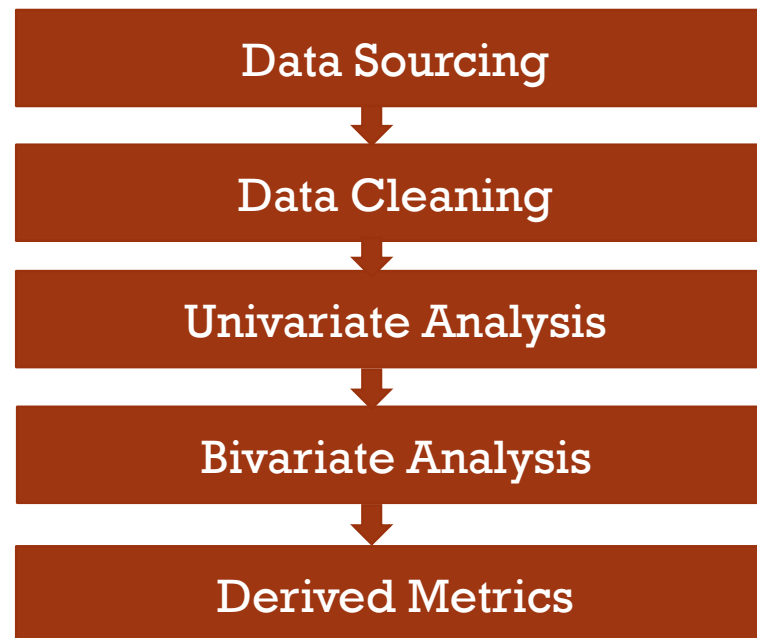 Data Sourcing
Data Cleaning
Univariate Analysis
Bivariate Analysis
Derived Metrics